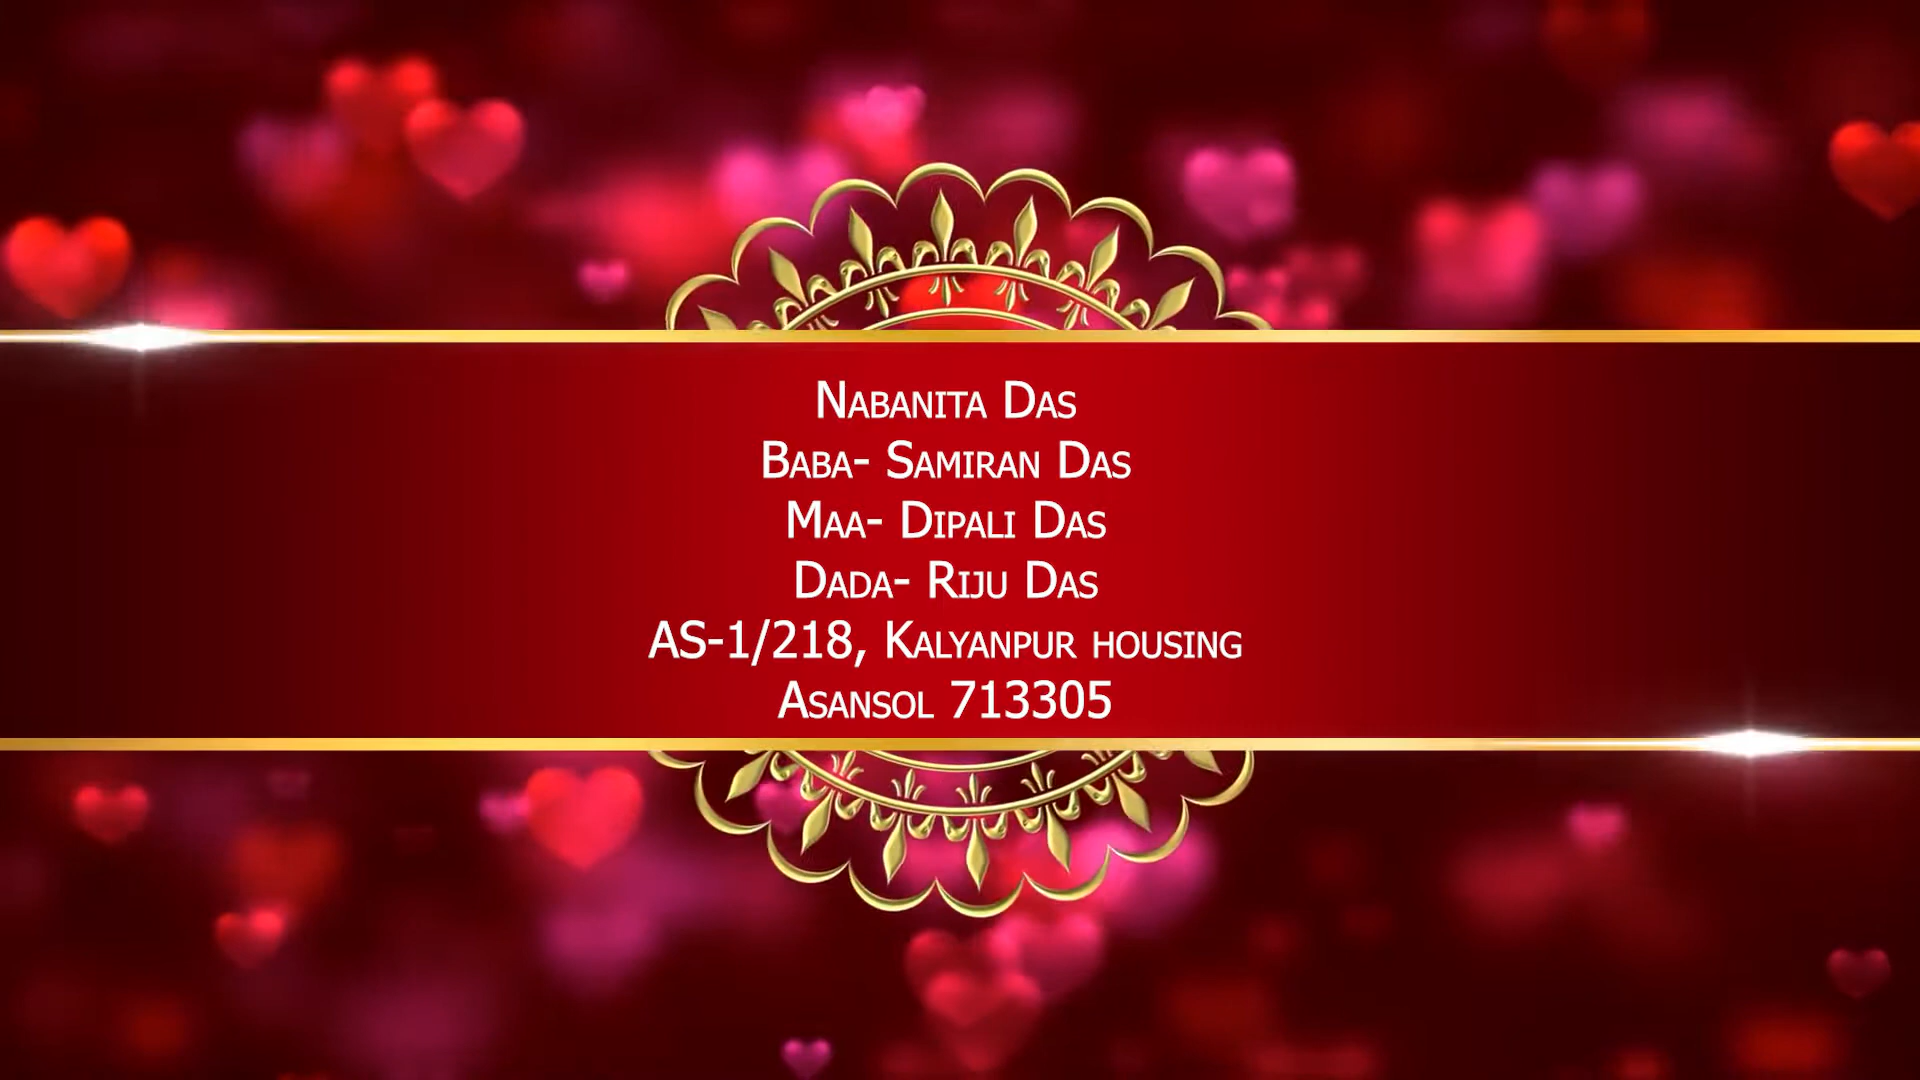 Nabanita Das
Baba- Samiran Das
Maa- Dipali Das
Dada- Riju Das
AS-1/218, Kalyanpur housing
Asansol 713305